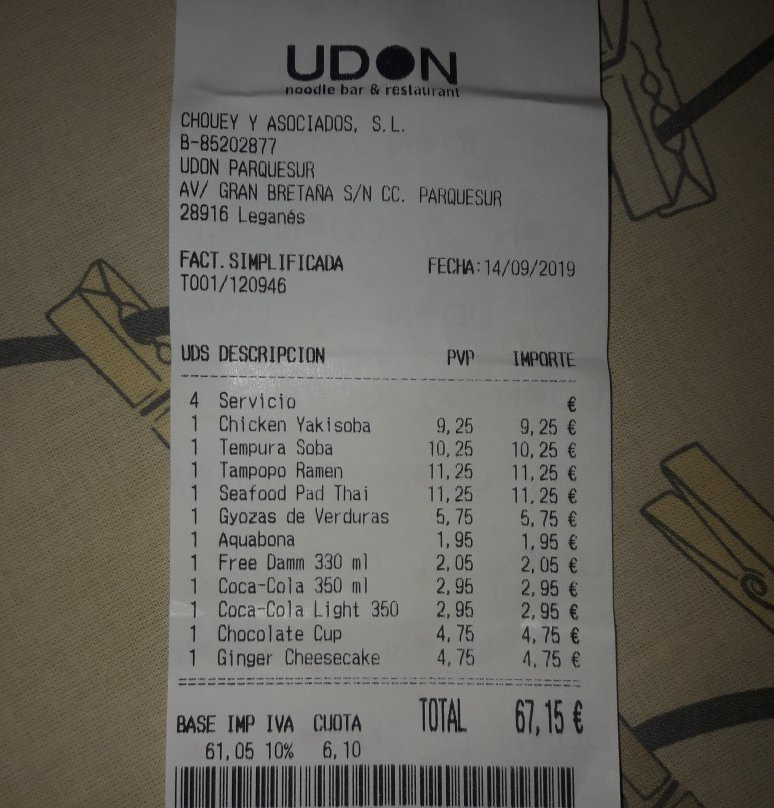 UDON
noodle bar & restaurant
CHOUEY Y ASOCIADOS, S.L.
B-85202877
UDON PARQUESUR
AV/ GRAN BRETAÑA S/N CC. PARQUESUR
28916 Leganés
FACT.SIMPLIFICADA FECHA:14/09/2019
T001/120946
UDS DESCRIPCION PVP IMPORTE
4 Servicio €
1 Chicken Yakisoba 9,25 9,25 €
1 Tempura Soba 10,25 10,25 €
1 Tampopo Ramen 11,25 11,25 €
1 Seafood Pad Thai 11,25 11,25 €
1 Gyozas de Verduras 5,75 5,75 €
1 Aquabona 1,95 1,95 €
1 Free Damm 330 ml 2,05 2,05 €
1 Coca-Cola 350 ml 2,95 2,95 €
1 Coca-Cola Light 350 2,95 2,95 €
1 Chocolate Cup 4,75 4,75 €
1 Ginger Cheesecake 4,75 4,75 €
BASE IMP IVA CUOTA TOTAL 67,15 €
61,05 10% 6,10